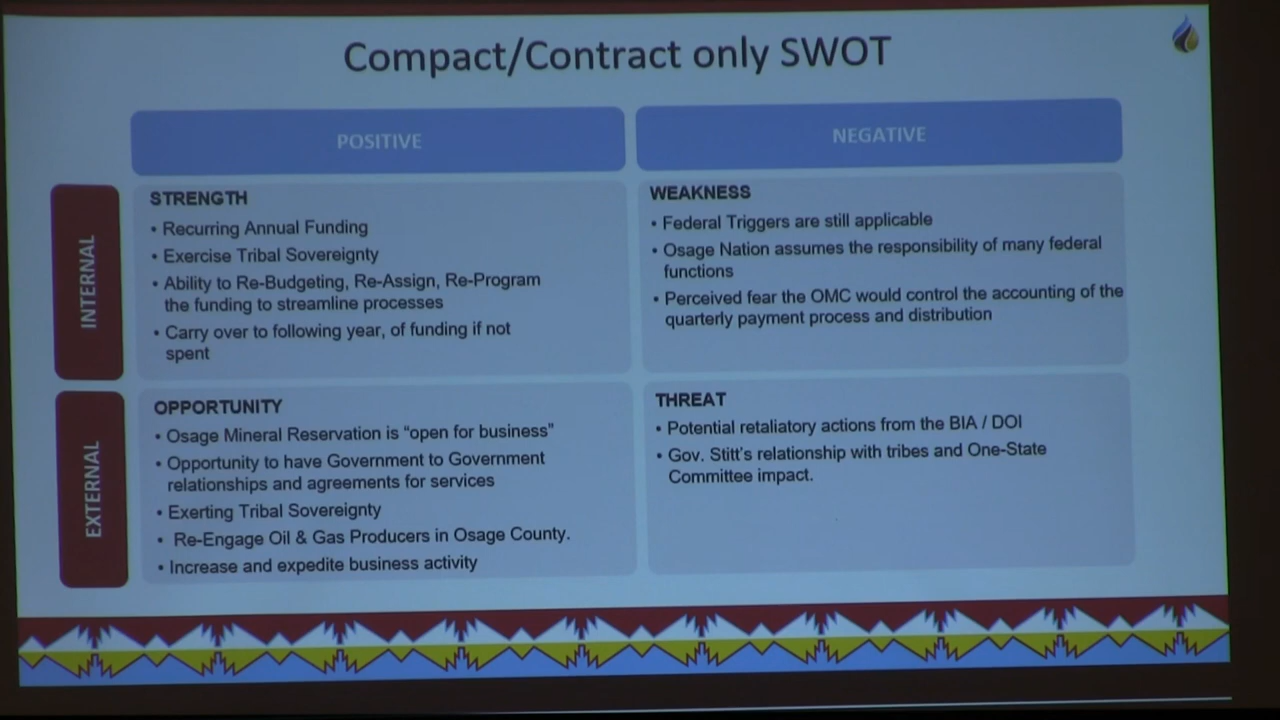 Compact/Contract only SWOT
POSITIVE
NEGATIVE
INTERNAL
STRENGTH
• Recurring Annual Funding
• Exercise Tribal Sovereignty
• Ability to Re-Budgeting, Re-Assign, Re-Program
the funding to streamline processes
• Carry over to following year, of funding if not
spent
WEAKNESS
• Federal Triggers are still applicable
• Osage Nation assumes the responsibility of many federal
functions
• Perceived fear the OMC would control the accounting of the
quarterly payment process and distribution
EXTERNAL
OPPORTUNITY
• Osage Mineral Reservation is “open for business”
• Opportunity to have Government to Government
relationships and agreements for services
• Exerting Tribal Sovereignty
• Re-Engage Oil & Gas Producers in Osage County.
• Increase and expedite business activity
THREAT
• Potential retaliatory actions from the BIA / DOI
• Gov. Stitt’s relationship with tribes and One-State
Committee impact.